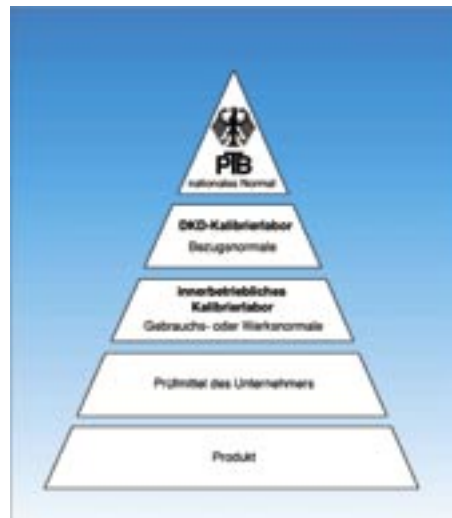 PTB
nationales Normal
DKD-Kalibrierlabor
Bezugsnormale
Innerbetriebliches
Kalibrierlabor
Gebrauchs- oder Werksnormale
Prüfmittel des Unternehmers
Produkt